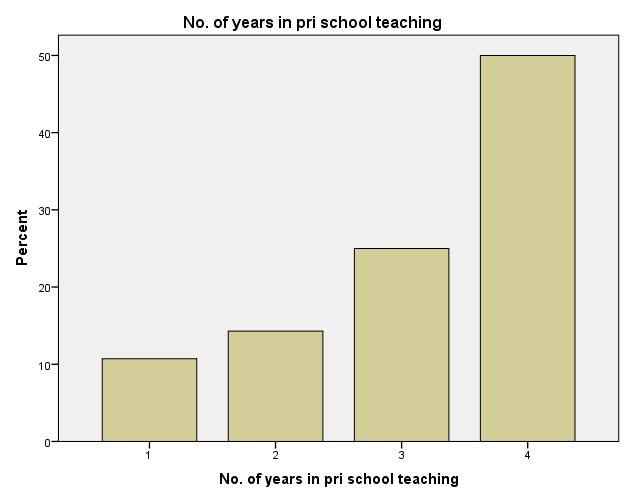 No. of years in pri school teaching
50
40
30
20
10
0
Percent
1 2 3 4
No. of years in pri school teaching